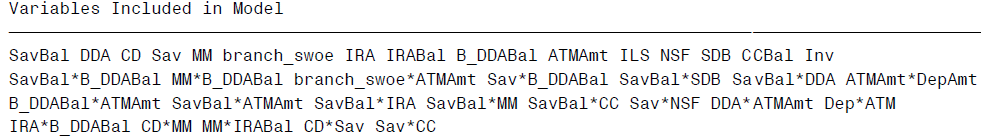 Variables Included in Model
SavBal DDA CD Sav MM branch_swoe IRA IRABal B_DDABal ATMAmt ILS NSF SDB CCBal Inv
SavBal*B_DDABal MM*B_DDABal branch_swoe*ATMAmt Sav*B_DDABal SavBal*SDB SavBal*DDA ATMAmt*DepAmt
B_DDABal*ATMAmt SavBal*ATMAmt SavBal*IRA SavBal*MM SavBal*CC Sav*NSF DDA*ATMAmt Dep*ATM
IRA*B_DDABal CD*MM MM*IRABal CD*Sav Sav*CC